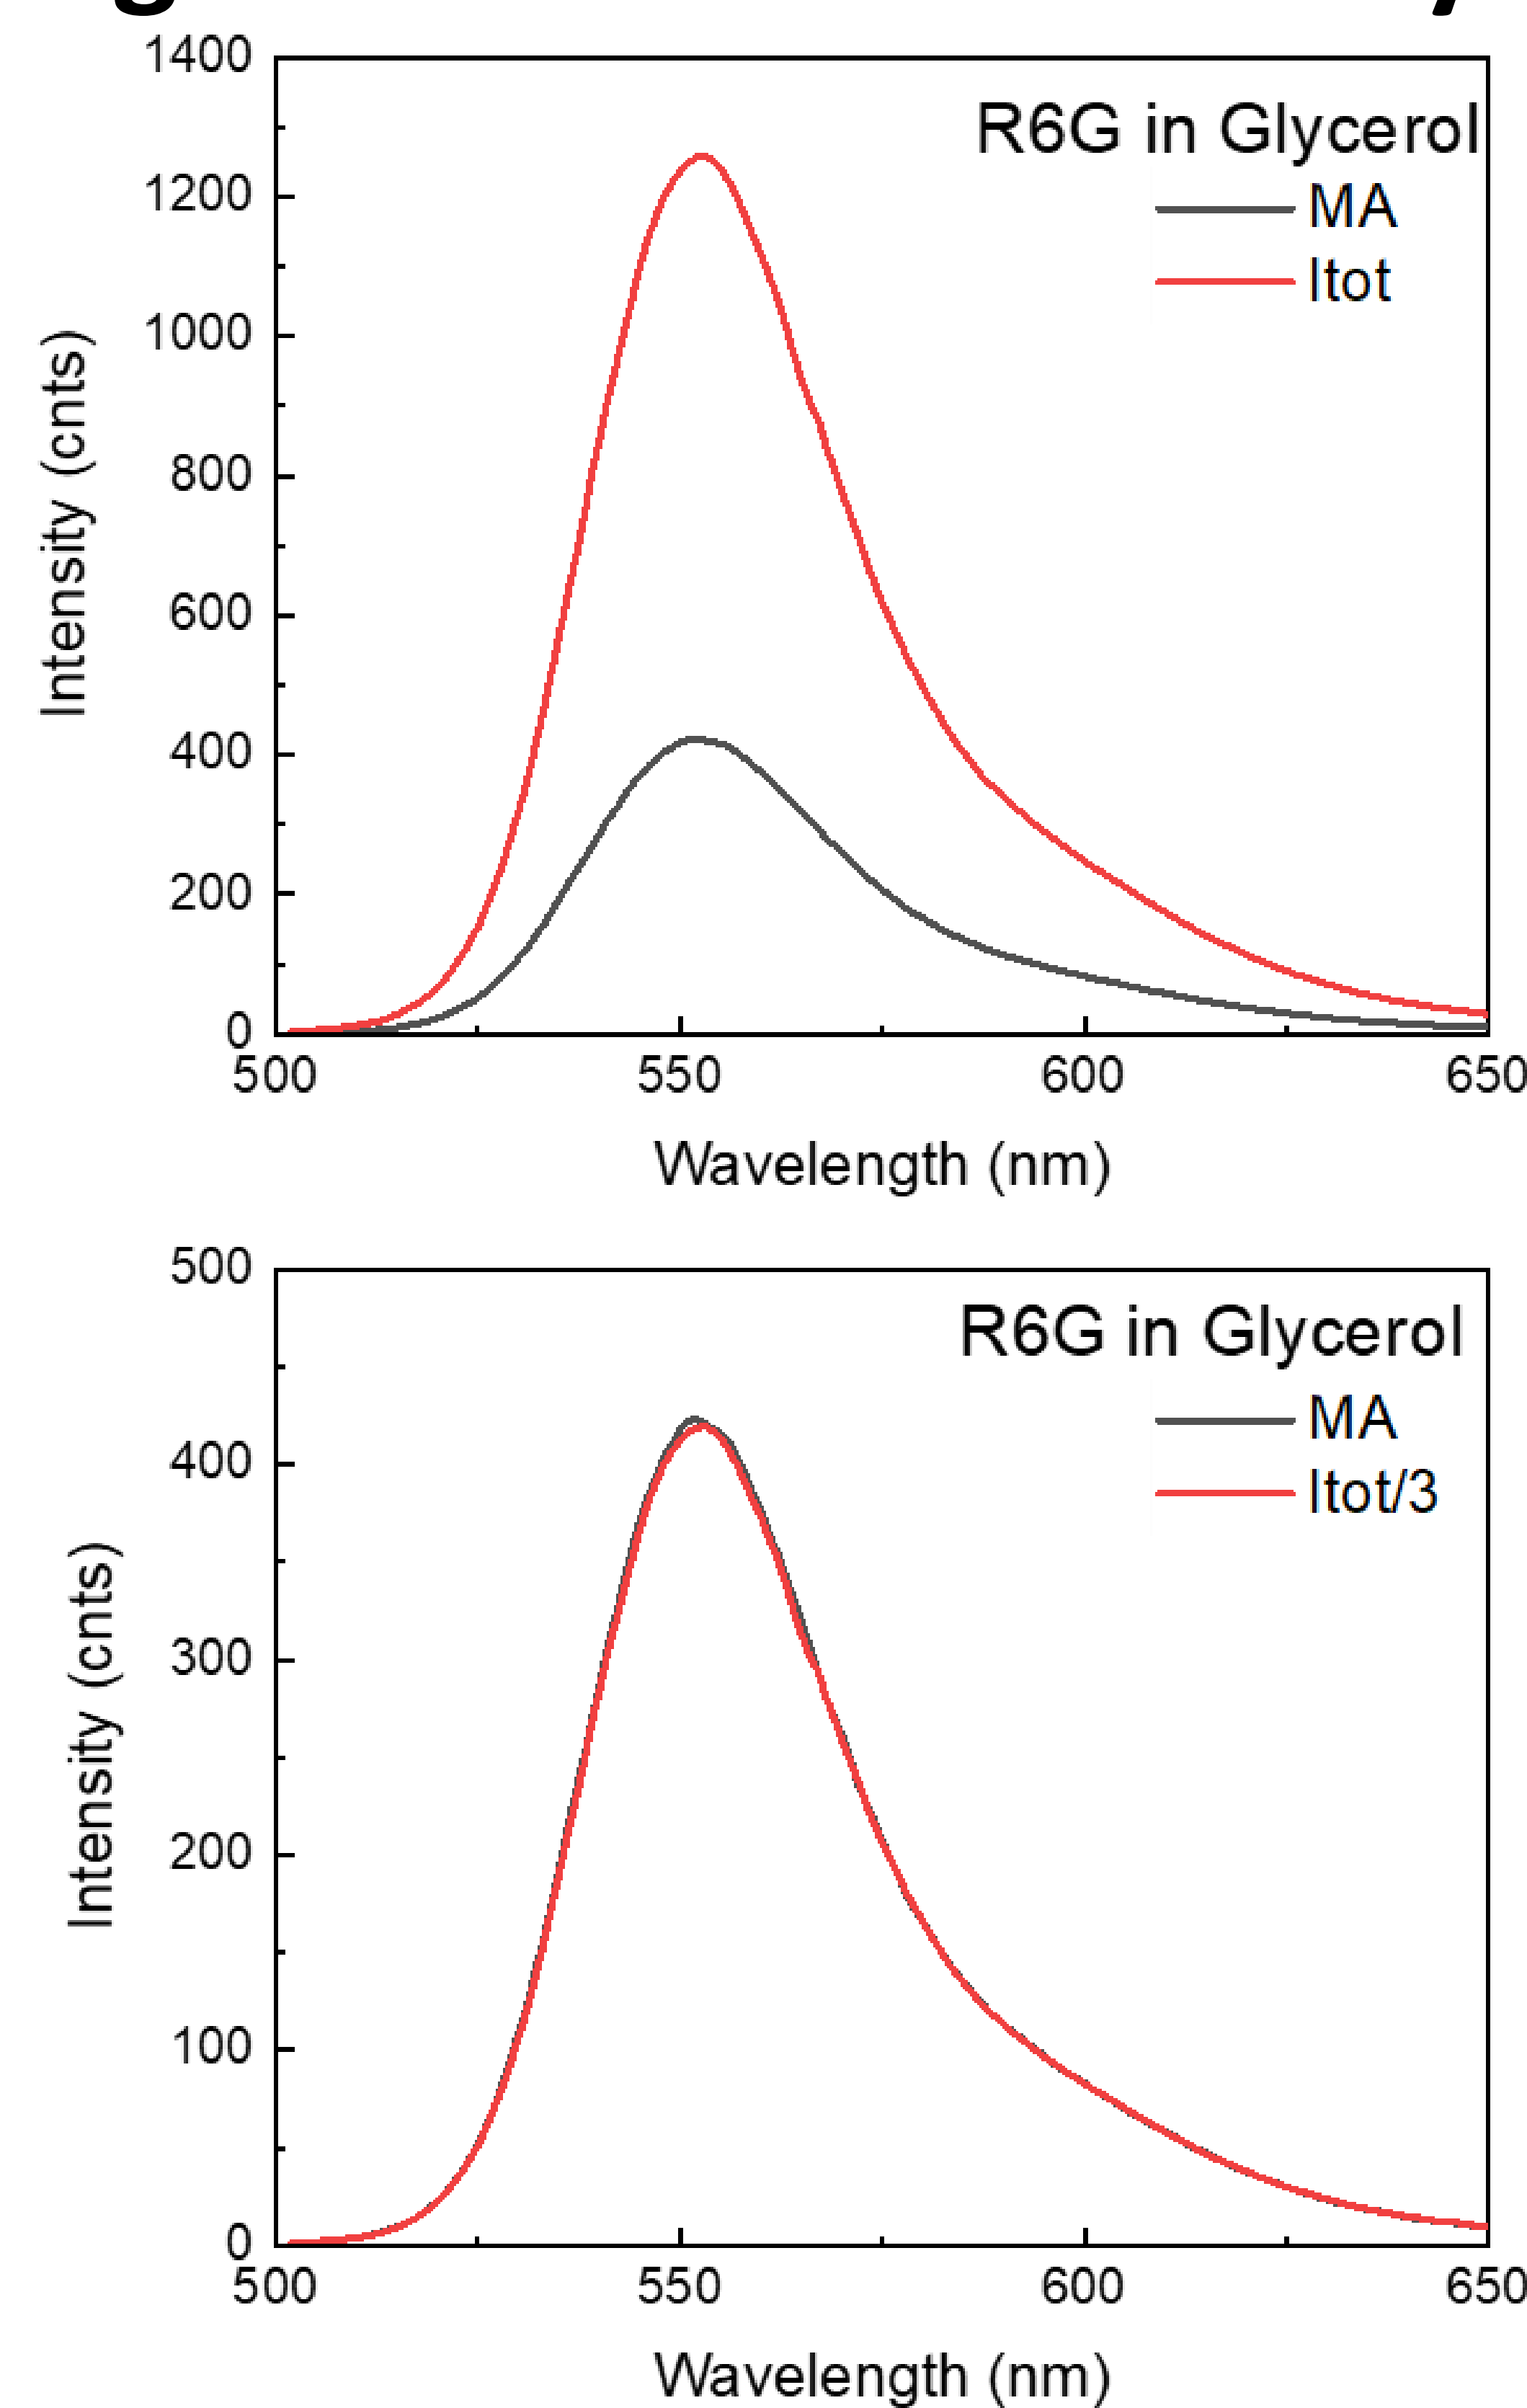 1400
R6G in Glycerol
MA
1200
Itot
1000
800
600
400
200
0
500 550 600 650
Intensity (cnts)
Wavelength (nm)
500
R6G in Glycerol
MA
400
Itot/3
300
200
100
0
500 550 600 650
Intensity (cnts)
Wavelength (nm)